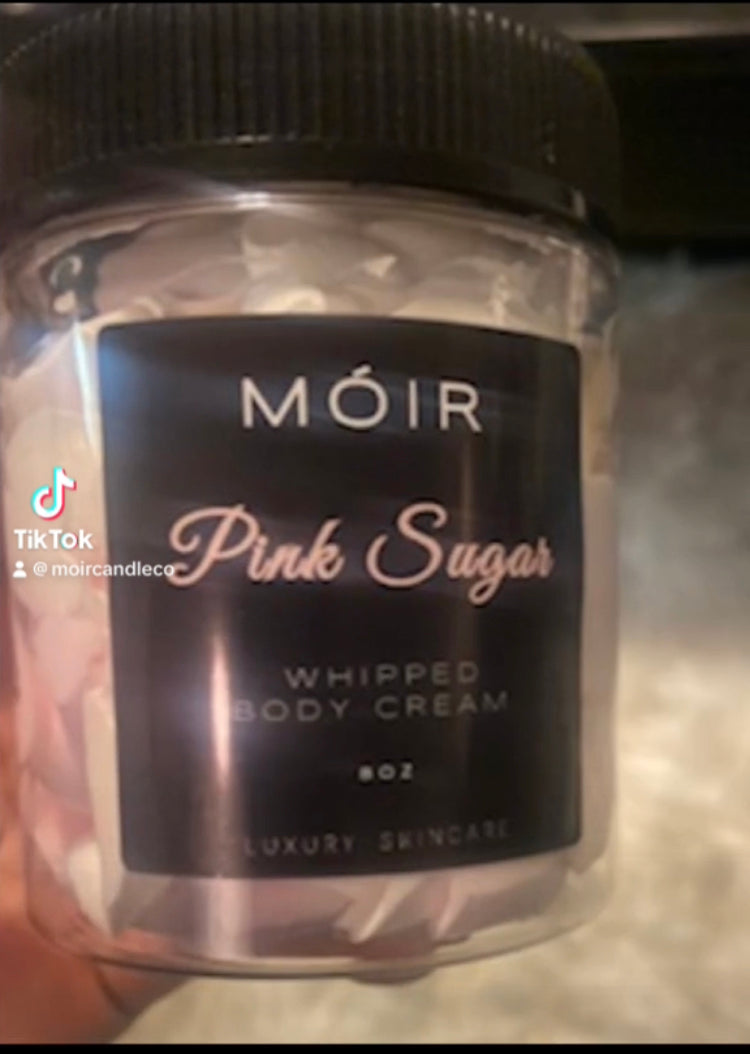 MÓIR
Pink Sugar
WHIPPED
BODY CREAM
8OZ
LUXURY SKINCARE
TikTok
@moircandleco